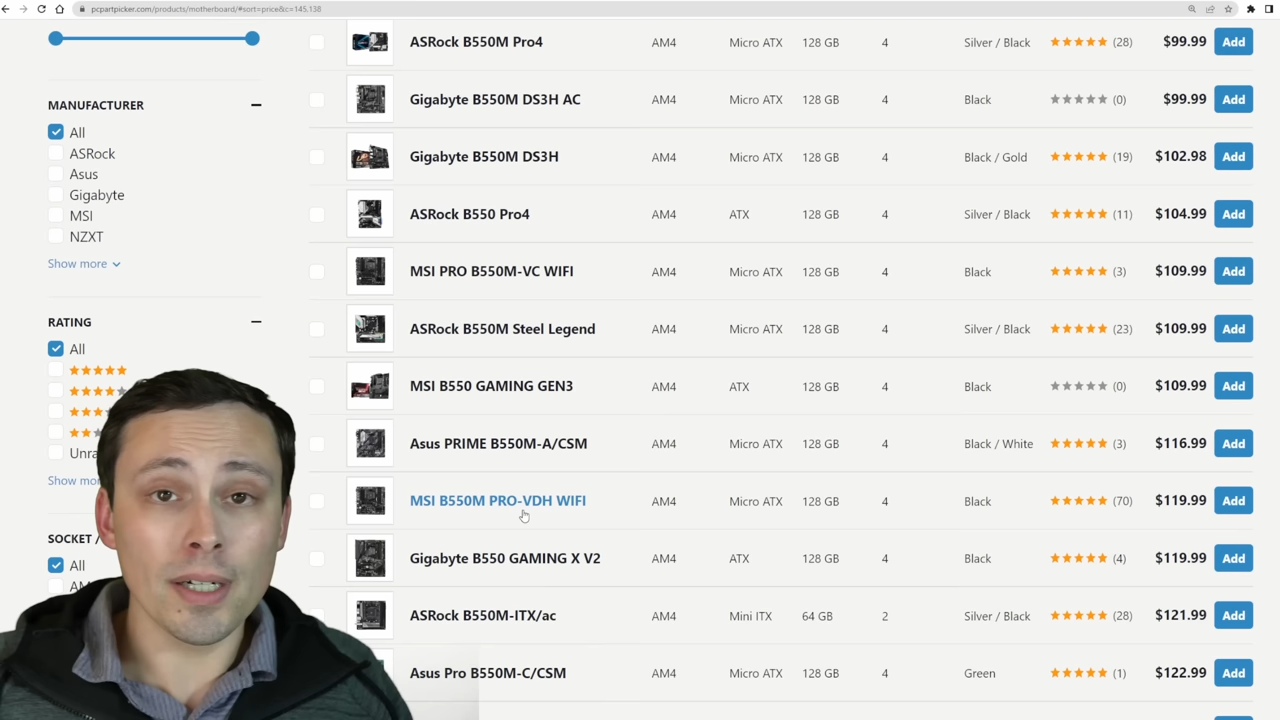 pcpartpicker.com/products/motherboard/#sort=price&c=145,138
ASRock B550M Pro4 AM4 Micro ATX 128 GB 4 Silver / Black (28) $99.99 Add
Gigabyte B550M DS3H AC AM4 Micro ATX 128 GB 4 Black (0) $99.99 Add
Gigabyte B550M DS3H AM4 Micro ATX 128 GB 4 Black / Gold (19) $102.98 Add
ASRock B550 Pro4 AM4 ATX 128 GB 4 Silver / Black (11) $104.99 Add
MSI PRO B550M-VC WIFI AM4 Micro ATX 128 GB 4 Black (3) $109.99 Add
ASRock B550M Steel Legend AM4 Micro ATX 128 GB 4 Silver / Black (23) $109.99 Add
MSI B550 GAMING GEN3 AM4 ATX 128 GB 4 Black (0) $109.99 Add
Asus PRIME B550M-A/CSM AM4 Micro ATX 128 GB 4 Black / White (3) $116.99 Add
MSI B550M PRO-VDH WIFI AM4 Micro ATX 128 GB 4 Black (70) $119.99 Add
Gigabyte B550 GAMING X V2 AM4 ATX 128 GB 4 Black (4) $119.99 Add
ASRock B550M-ITX/ac AM4 Mini ITX 64 GB 2 Silver / Black (28) $121.99 Add
Asus Pro B550M-C/CSM AM4 Micro ATX 128 GB 4 Green (1) $122.99 Add
MANUFACTURER
All
ASRock
Asus
Gigabyte
MSI
NZXT
Show more
RATING
All
Unra
Show mor
SOCKET /
All
AM